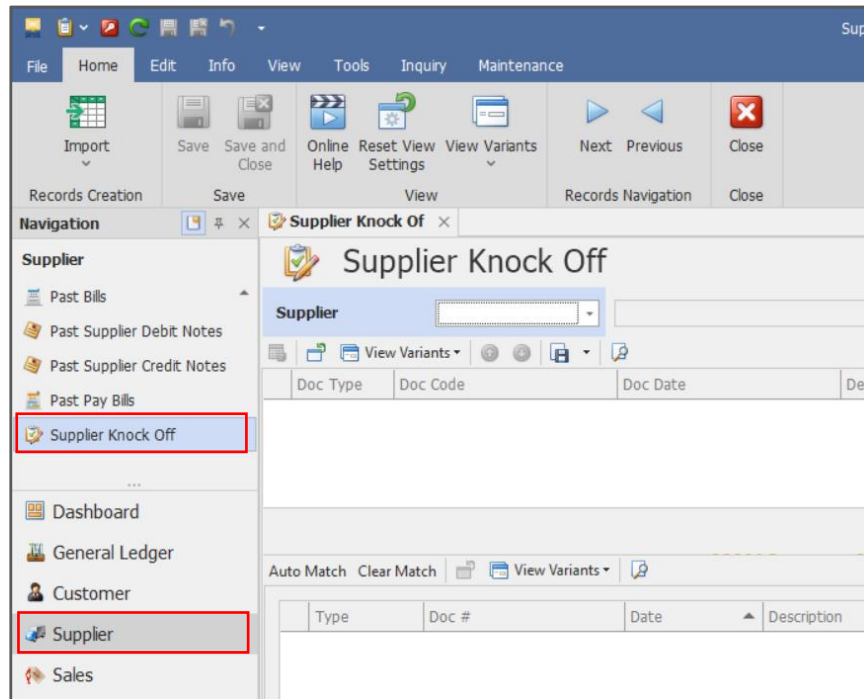 Sup
File Home Edit Info View Tools Inquiry Maintenance
Import Save Save and Close Online Help Reset View Settings View Variants Next Previous Close
Records Creation Save View Records Navigation Close
Navigation
Supplier Knock Of
Supplier
Supplier Knock Off
Past Bills
Supplier
Past Supplier Debit Notes
View Variants
Past Supplier Credit Notes
Doc Type Doc Code Doc Date De
Past Pay Bills
Supplier Knock Off
Dashboard
General Ledger
Auto Match Clear Match View Variants
Customer
Type Doc # Date Description
Supplier
Sales